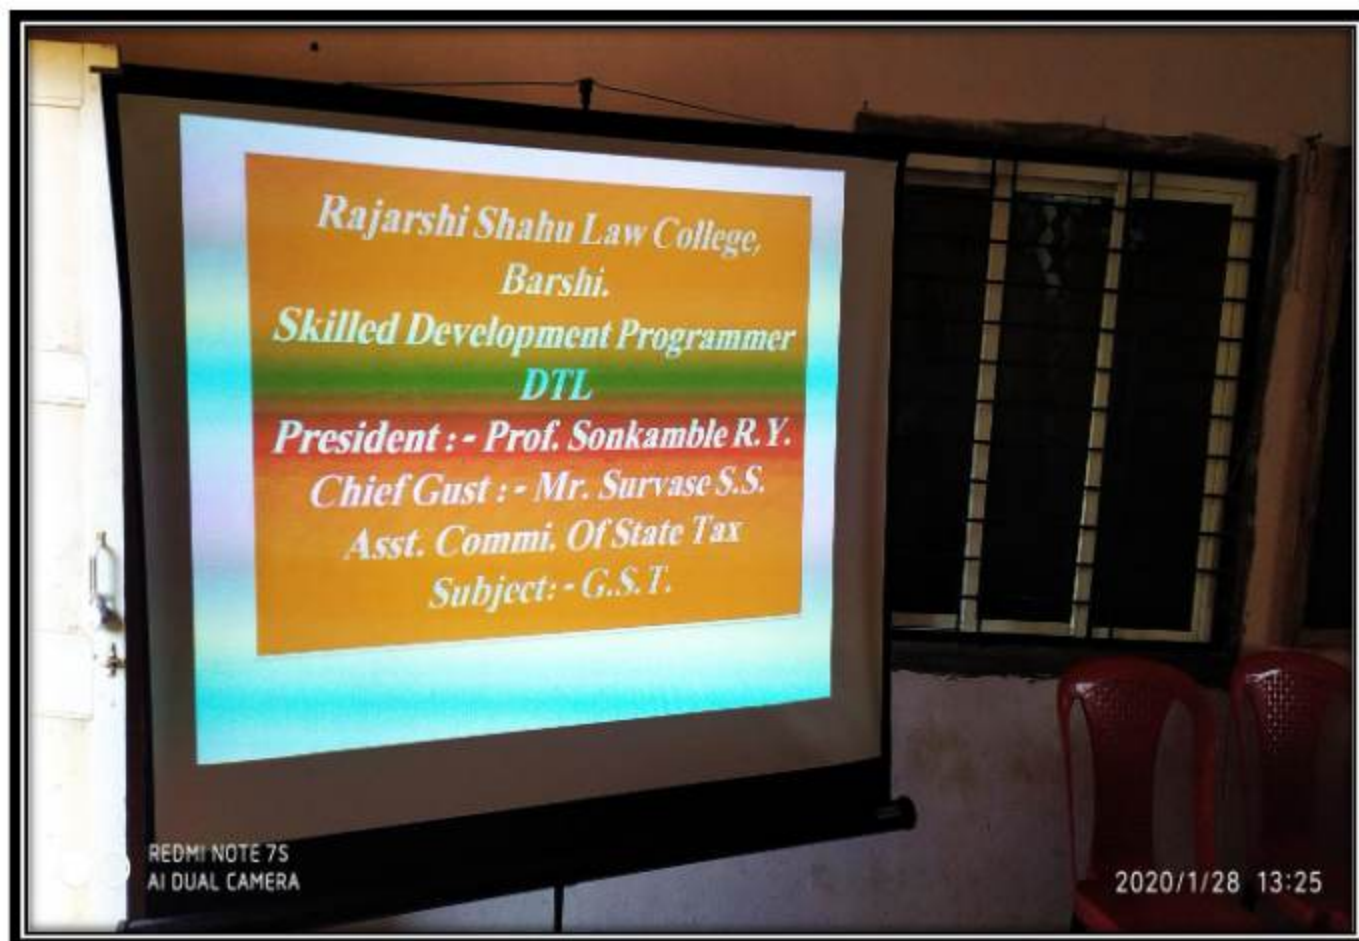 Rajarshi Shahu Law College,
Barshi.
Skilled Development Programmer
DTL
President : - Prof. Sonkamble R. Y.
Chief Gust : - Mr. Survase S.S.
Asst. Commi. Of State Tax
Subject: - G.S.T.
REDMI NOTE 7S
AI DUAL CAMERA
2020/1/28 13:25